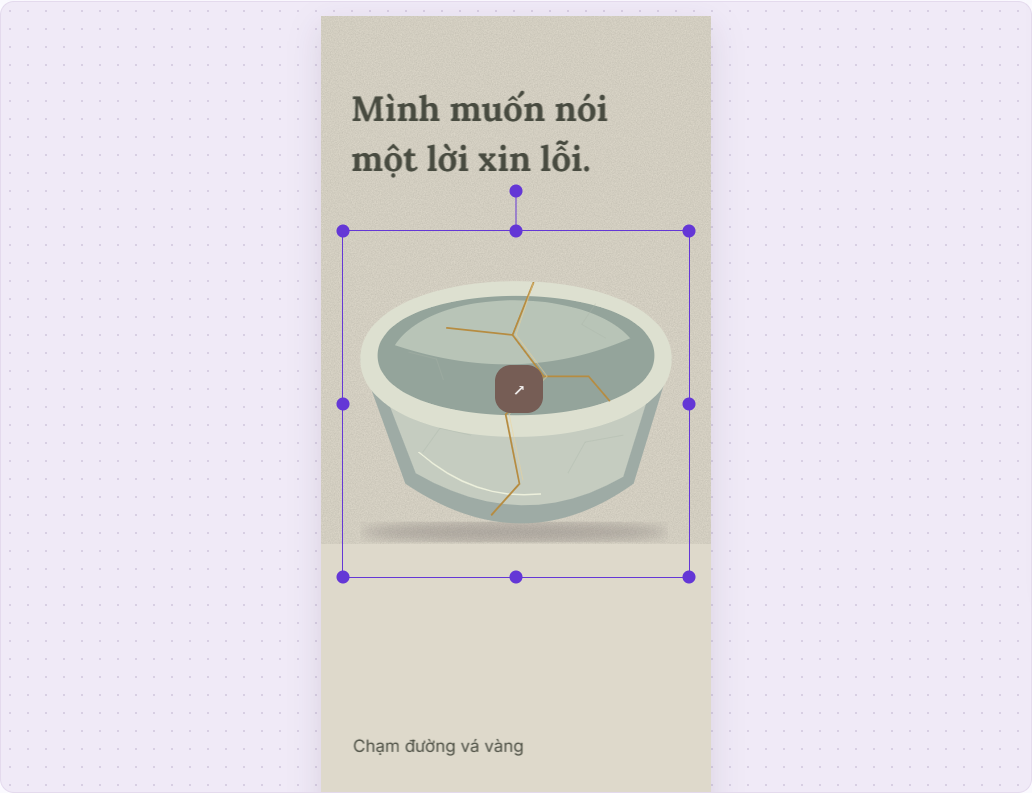 Mình muốn nói
một lời xin lỗi.
↗
Chạm đường vá vàng